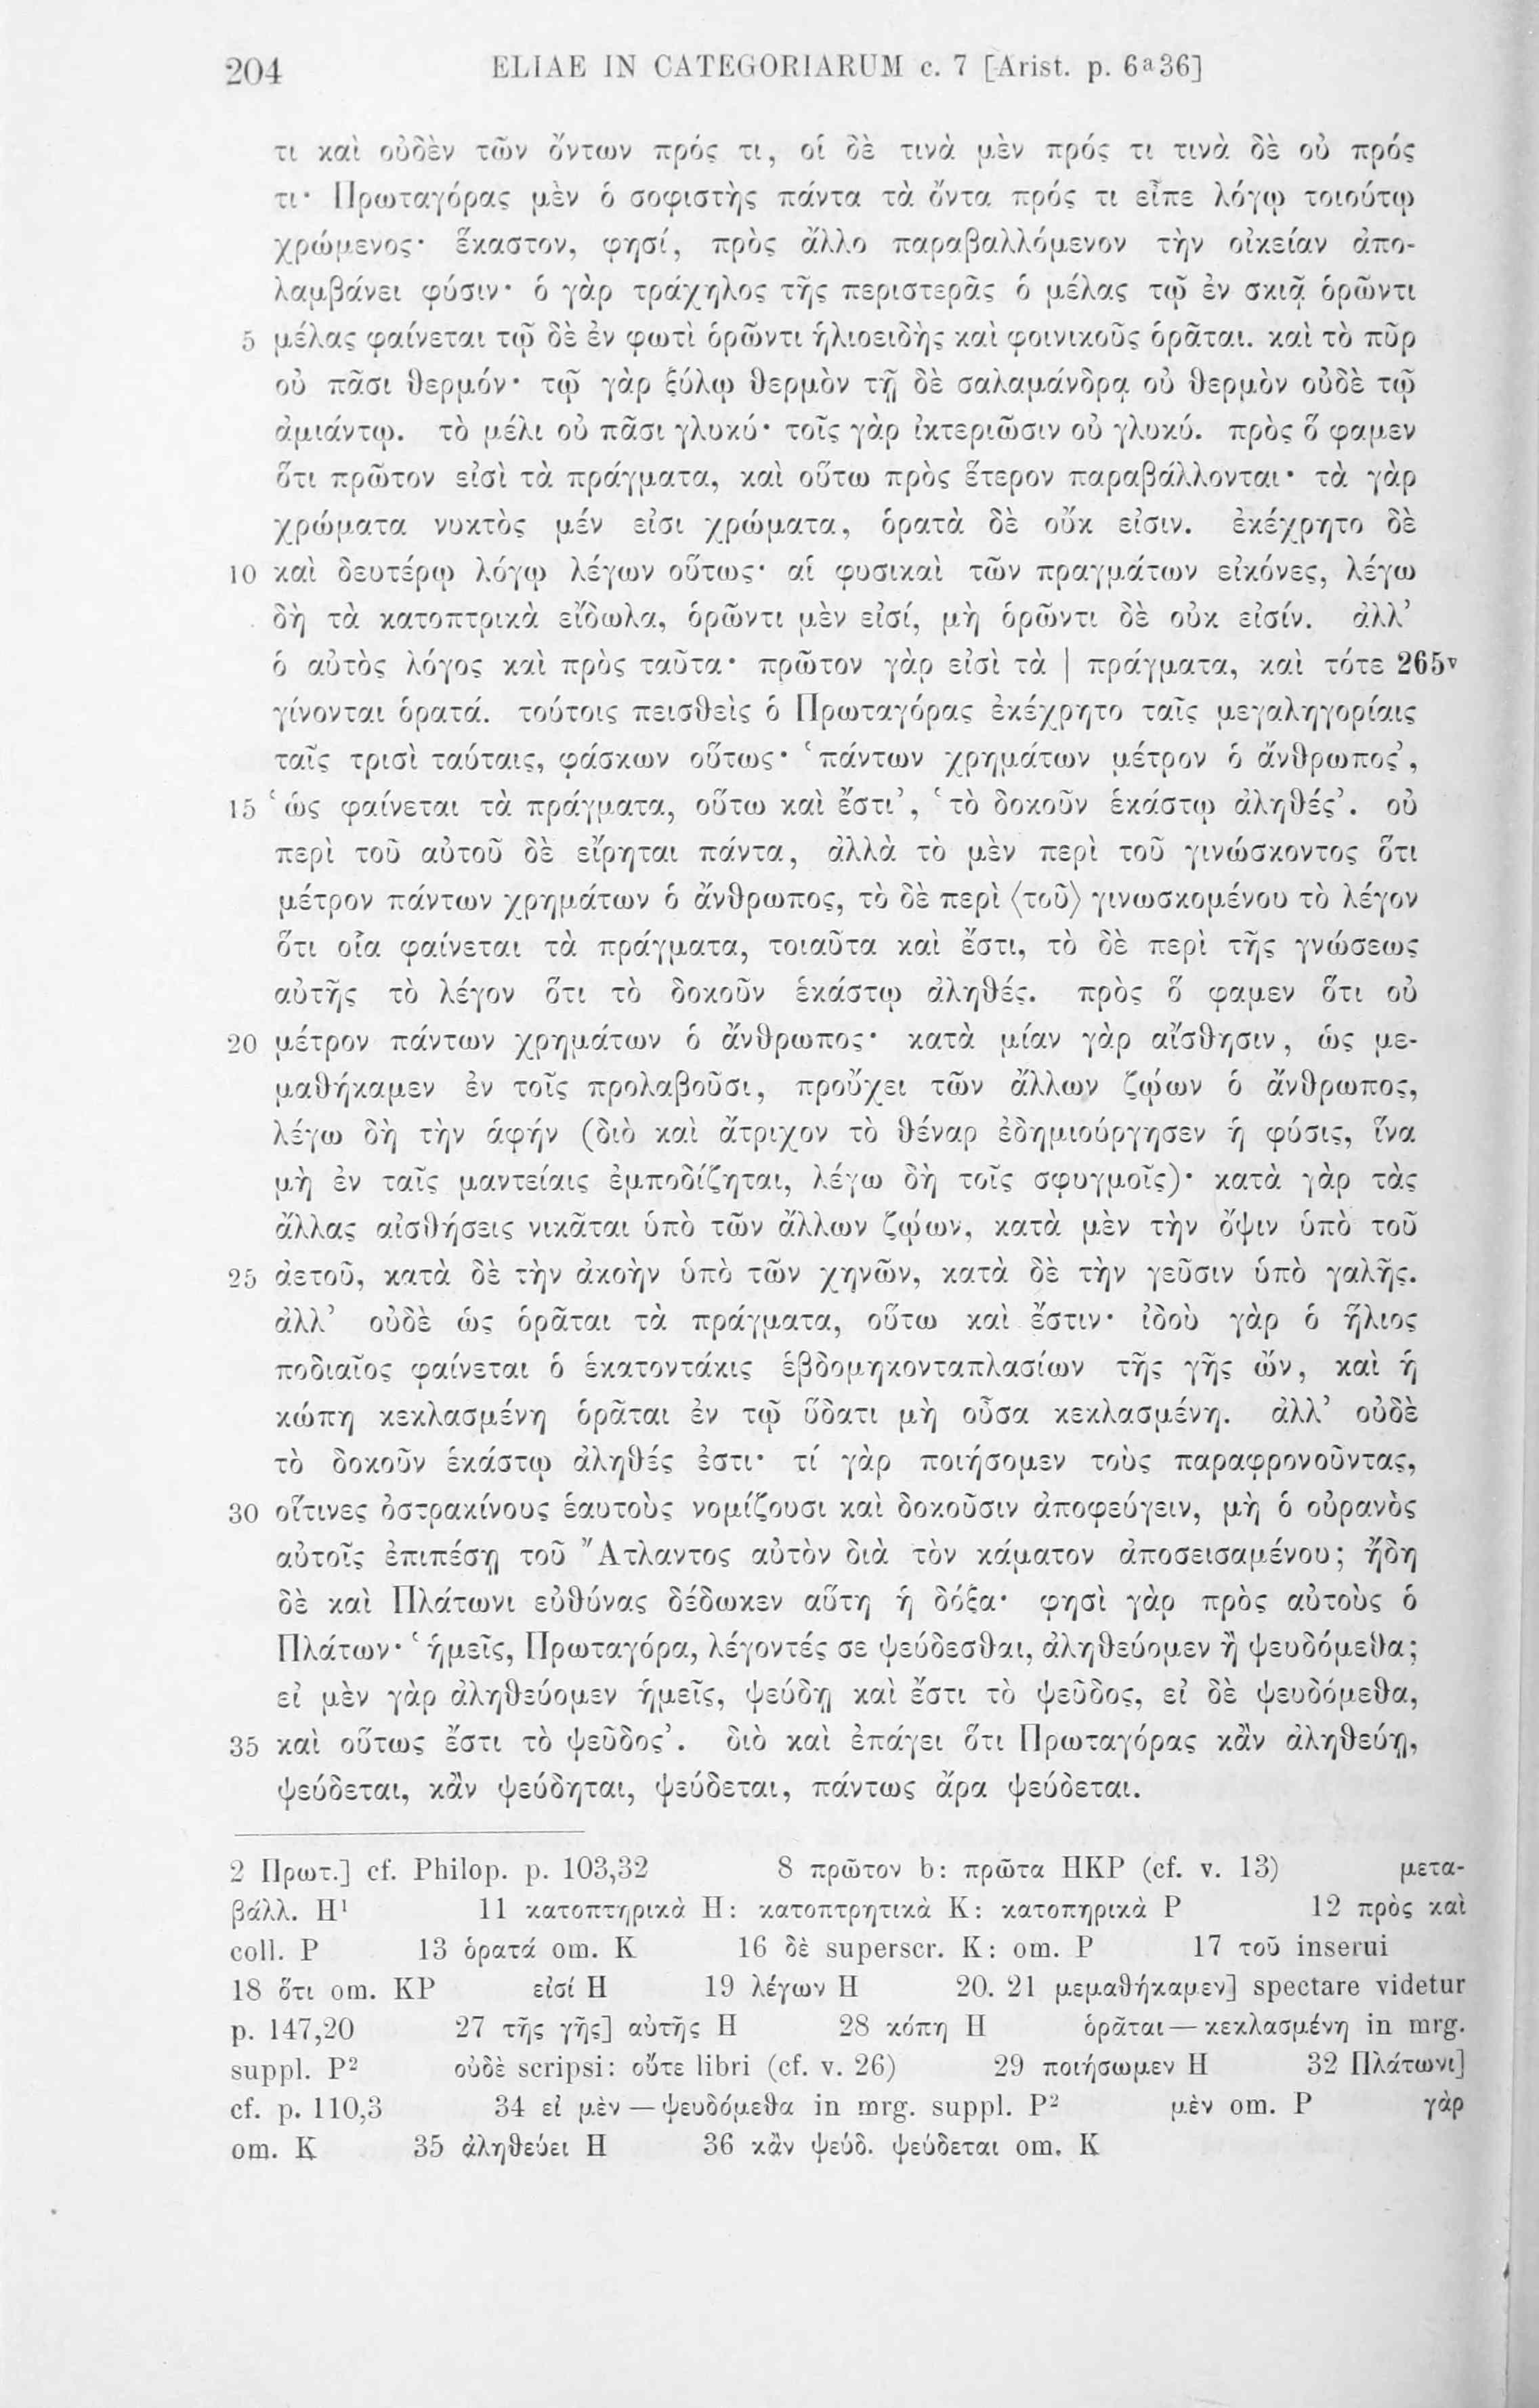 204 ELIAE IN CATEGORIARUM c. 7 [Arist. p. 6ᵃ36]
τι καὶ οὐδὲν τῶν ὄντων πρός τι, οἱ δὲ τινὰ μὲν πρός τι τινὰ δὲ οὐ πρός
τι· Πρωταγόρας μὲν ὁ σοφιστὴς πάντα τὰ ὄντα πρός τι εἶπε λόγῳ τοιούτῳ
χρώμενος· ἕκαστον, φησί, πρὸς ἄλλο παραβαλλόμενον τὴν οἰκείαν ἀπο-
λαμβάνει φύσιν· ὁ γὰρ τράχηλος τῆς περιστερᾶς ὁ μέλας τῷ ἐν σκιᾷ ὁρῶντι
5 μέλας φαίνεται τῷ δὲ ἐν φωτὶ ὁρῶντι ἡλιοειδὴς καὶ φοινικοῦς ὁρᾶται. καὶ τὸ πῦρ
οὐ πᾶσι θερμόν· τῷ γὰρ ξύλῳ θερμὸν τῇ δὲ σαλαμάνδρᾳ οὐ θερμὸν οὐδὲ τῷ
ἀμιάντῳ. τὸ μέλι οὐ πᾶσι γλυκύ· τοῖς γὰρ ἰκτεριῶσιν οὐ γλυκύ. πρὸς ὅ φαμεν
ὅτι πρῶτον εἰσὶ τὰ πράγματα, καὶ οὕτω πρὸς ἕτερον παραβάλλονται· τὰ γὰρ
χρώματα νυκτὸς μέν εἰσι χρώματα, ὁρατὰ δὲ οὔκ εἰσιν. ἐκέχρητο δὲ
10 καὶ δευτέρῳ λόγῳ λέγων οὕτως· αἱ φυσικαὶ τῶν πραγμάτων εἰκόνες, λέγω
δὴ τὰ κατοπτρικὰ εἴδωλα, ὁρῶντι μὲν εἰσί, μὴ ὁρῶντι δὲ οὐκ εἰσίν. ἀλλ’
ὁ αὐτὸς λόγος καὶ πρὸς ταῦτα· πρῶτον γὰρ εἰσὶ τὰ | πράγματα, καὶ τότε 265ᵛ
γίνονται ὁρατά. τούτοις πεισθεὶς ὁ Πρωταγόρας ἐκέχρητο ταῖς μεγαληγορίαις
ταῖς τρισὶ ταύταις, φάσκων οὕτως· ‘πάντων χρημάτων μέτρον ὁ ἄνθρωπος’,
15 ‘ὡς φαίνεται τὰ πράγματα, οὕτω καὶ ἔστι’, ‘τὸ δοκοῦν ἑκάστῳ ἀληθές’. οὐ
περὶ τοῦ αὐτοῦ δὲ εἴρηται πάντα, ἀλλὰ τὸ μὲν περὶ τοῦ γινώσκοντος ὅτι
μέτρον πάντων χρημάτων ὁ ἄνθρωπος, τὸ δὲ περὶ ⟨τοῦ⟩ γινωσκομένου τὸ λέγον
ὅτι οἷα φαίνεται τὰ πράγματα, τοιαῦτα καὶ ἔστι, τὸ δὲ περὶ τῆς γνώσεως
αὐτῆς τὸ λέγον ὅτι τὸ δοκοῦν ἑκάστῳ ἀληθές. πρὸς ὅ φαμεν ὅτι οὐ
20 μέτρον πάντων χρημάτων ὁ ἄνθρωπος· κατὰ μίαν γὰρ αἴσθησιν, ὡς με-
μαθήκαμεν ἐν τοῖς προλαβοῦσι, προὔχει τῶν ἄλλων ζῴων ὁ ἄνθρωπος,
λέγω δὴ τὴν ἁφήν (διὸ καὶ ἄτριχον τὸ θέναρ ἐδημιούργησεν ἡ φύσις, ἵνα
μὴ ἐν ταῖς μαντείαις ἐμποδίζηται, λέγω δὴ τοῖς σφυγμοῖς)· κατὰ γὰρ τὰς
ἄλλας αἰσθήσεις νικᾶται ὑπὸ τῶν ἄλλων ζῴων, κατὰ μὲν τὴν ὄψιν ὑπὸ τοῦ
25 ἀετοῦ, κατὰ δὲ τὴν ἀκοὴν ὑπὸ τῶν χηνῶν, κατὰ δὲ τὴν γεῦσιν ὑπὸ γαλῆς.
ἀλλ’ οὐδὲ ὡς ὁρᾶται τὰ πράγματα, οὕτω καὶ ἔστιν· ἰδοὺ γὰρ ὁ ἥλιος
ποδιαῖος φαίνεται ὁ ἑκατοντάκις ἑβδομηκονταπλασίων τῆς γῆς ὤν, καὶ ἡ
κώπη κεκλασμένη ὁρᾶται ἐν τῷ ὕδατι μὴ οὖσα κεκλασμένη. ἀλλ’ οὐδὲ
τὸ δοκοῦν ἑκάστῳ ἀληθές ἐστι· τί γὰρ ποιήσομεν τοὺς παραφρονοῦντας,
30 οἵτινες ὀστρακίνους ἑαυτοὺς νομίζουσι καὶ δοκοῦσιν ἀποφεύγειν, μὴ ὁ οὐρανὸς
αὐτοῖς ἐπιπέσῃ τοῦ Ἄτλαντος αὐτὸν διὰ τὸν κάματον ἀποσεισαμένου; ἤδη
δὲ καὶ Πλάτωνι εὐθύνας δέδωκεν αὕτη ἡ δόξα· φησὶ γὰρ πρὸς αὐτοὺς ὁ
Πλάτων· ‘ἡμεῖς, Πρωταγόρα, λέγοντές σε ψεύδεσθαι, ἀληθεύομεν ἢ ψευδόμεθα;
εἰ μὲν γὰρ ἀληθεύομεν ἡμεῖς, ψεύδῃ καὶ ἔστι τὸ ψεῦδος, εἰ δὲ ψευδόμεθα,
35 καὶ οὕτως ἔστι τὸ ψεῦδος’. διὸ καὶ ἐπάγει ὅτι Πρωταγόρας κἂν ἀληθεύῃ,
ψεύδεται, κἂν ψεύδηται, ψεύδεται, πάντως ἄρα ψεύδεται.
2 Πρωτ.] cf. Philop. p. 103,32 8 πρῶτον b: πρῶτα HKP (cf. v. 13) μετα-
βάλλ. H¹ 11 κατοπτηρικὰ H: κατοπτρητικὰ K: κατοπηρικὰ P 12 πρὸς καὶ
coll. P 13 ὁρατά om. K 16 δὲ superscr. K: om. P 17 τοῦ inserui
18 ὅτι om. KP εἰσί H 19 λέγων H 20. 21 μεμαθήκαμεν] spectare videtur
p. 147,20 27 τῆς γῆς] αὐτῆς H 28 κόπη H ὁρᾶται — κεκλασμένη in mrg.
suppl. P² οὐδὲ scripsi: οὔτε libri (cf. v. 26) 29 ποιήσωμεν H 32 Πλάτωνι]
cf. p. 110,3 34 εἰ μὲν — ψευδόμεθα in mrg. suppl. P² μὲν om. P γὰρ
om. K 35 ἀληθεύει H 36 κἂν ψεύδ. ψεύδεται om. K